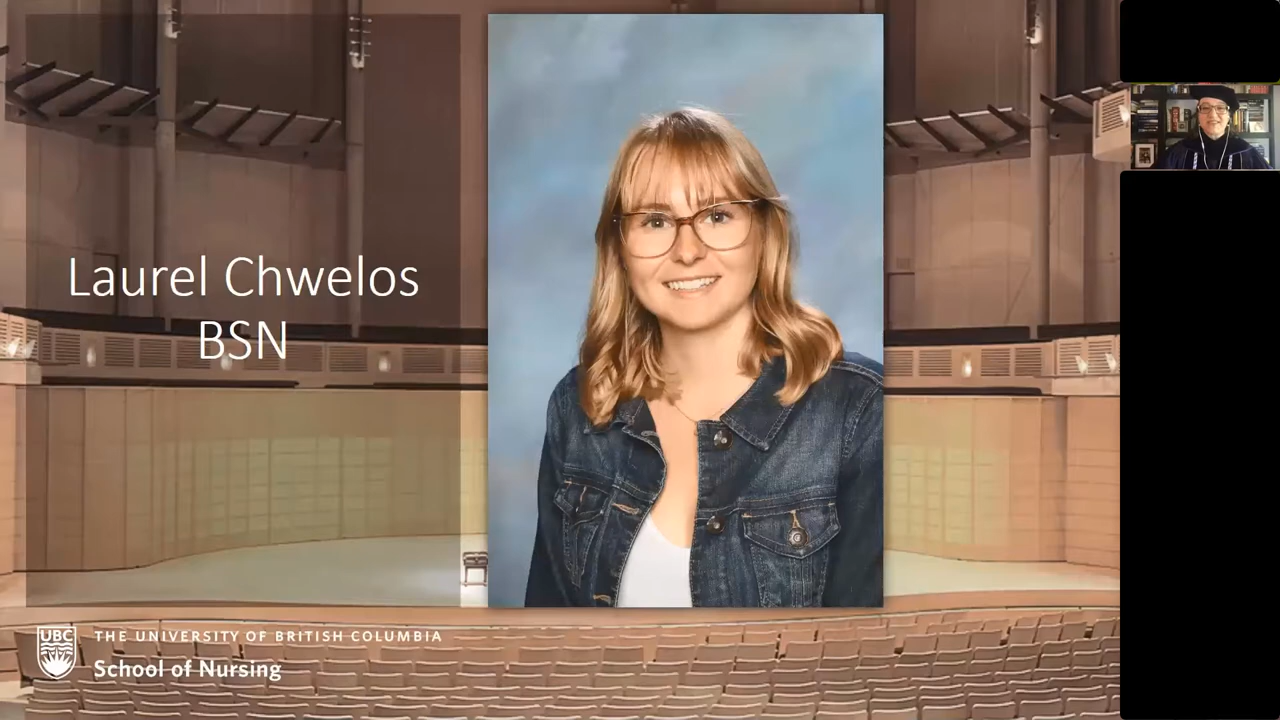 Laurel Chwelos
BSN
UBC
THE UNIVERSITY OF BRITISH COLUMBIA
School of Nursing